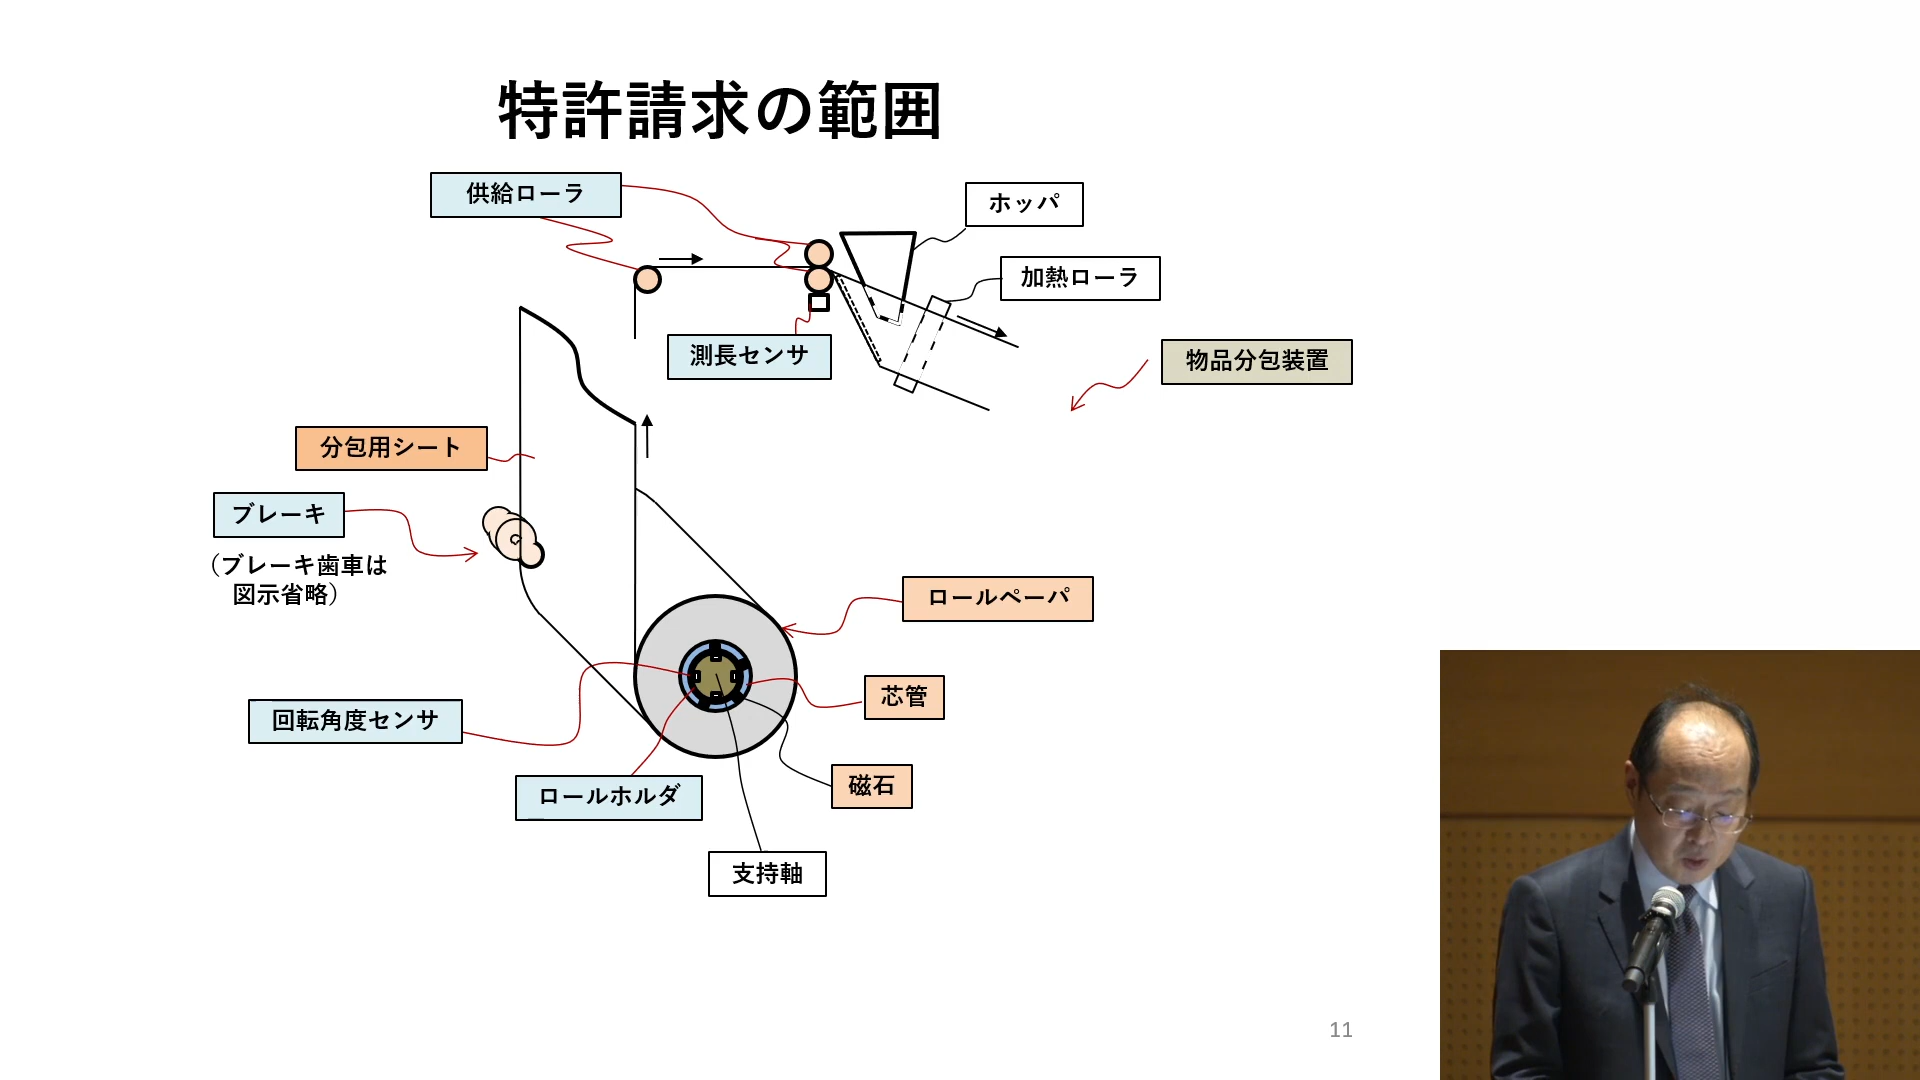 特許請求の範囲
供給ローラ
ホッパ
加熱ローラ
測長センサ
物品分包装置
分包用シート
ブレーキ
（ブレーキ歯車は
図示省略）
ロールペーパ
芯管
回転角度センサ
磁石
ロールホルダ
支持軸
11